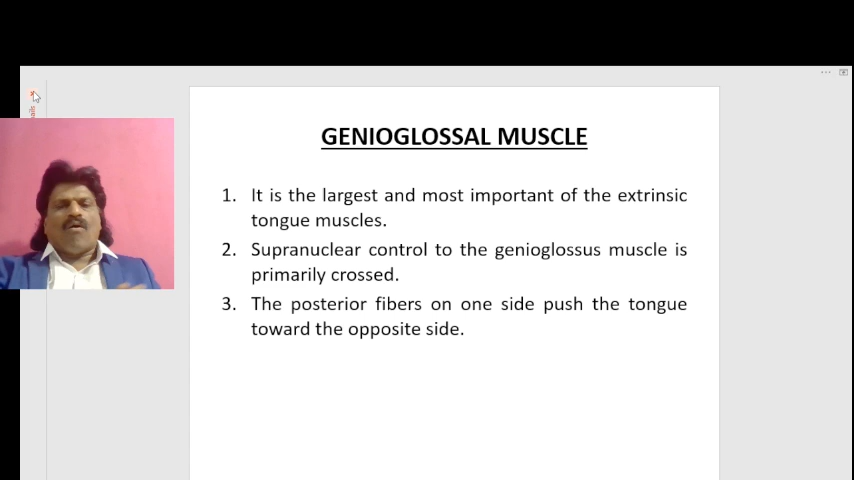 GENIOGLOSSAL MUSCLE
1. It is the largest and most important of the extrinsic
tongue muscles.
2. Supranuclear control to the genioglossus muscle is
primarily crossed.
3. The posterior fibers on one side push the tongue
toward the opposite side.